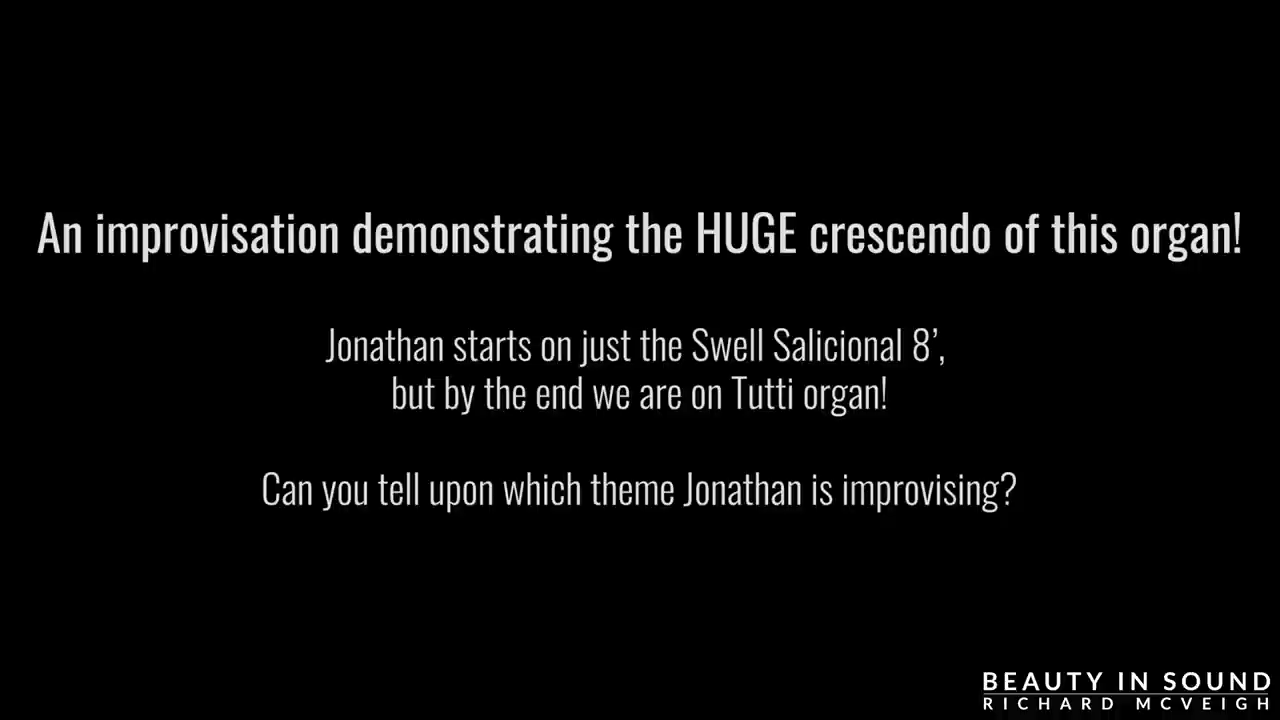 An improvisation demonstrating the HUGE crescendo of this organ!
Jonathan starts on just the Swell Salicional 8’,
but by the end we are on Tutti organ!
Can you tell upon which theme Jonathan is improvising?
BEAUTY IN SOUND
RICHARD MCVEIGH